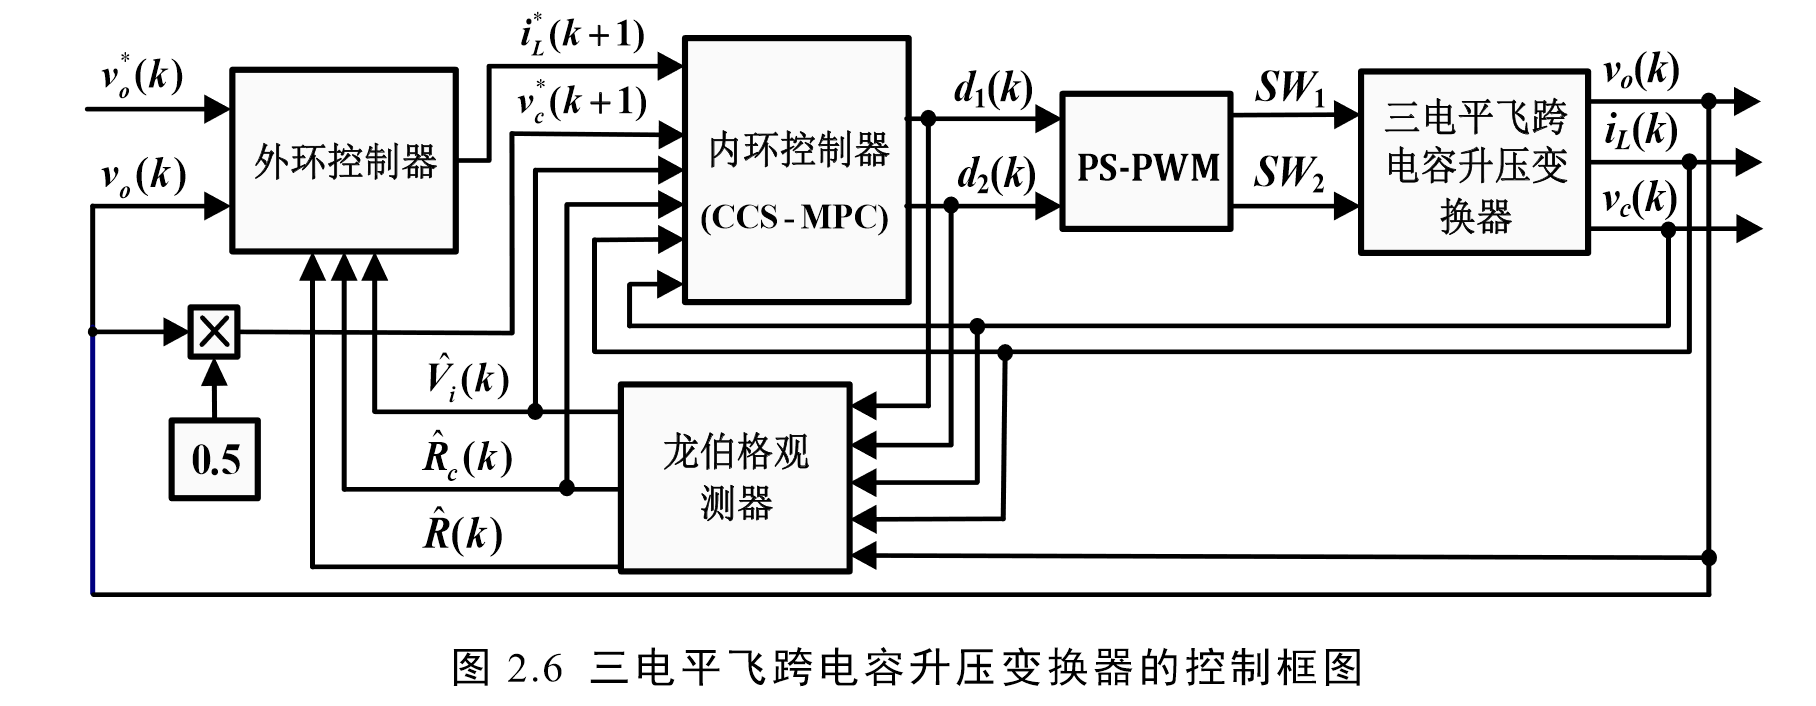 v_o^*(k)
v_o(k)
外环控制器
i_L^*(k+1)
v_c^*(k+1)
内环控制器
(CCS-MPC)
d_1(k)
d_2(k)
PS-PWM
SW_1
SW_2
三电平飞跨
电容升压变
换器
v_o(k)
i_L(k)
v_c(k)
×
0.5
V̂_i(k)
R̂_c(k)
R̂(k)
龙伯格观
测器
图 2.6 三电平飞跨电容升压变换器的控制框图